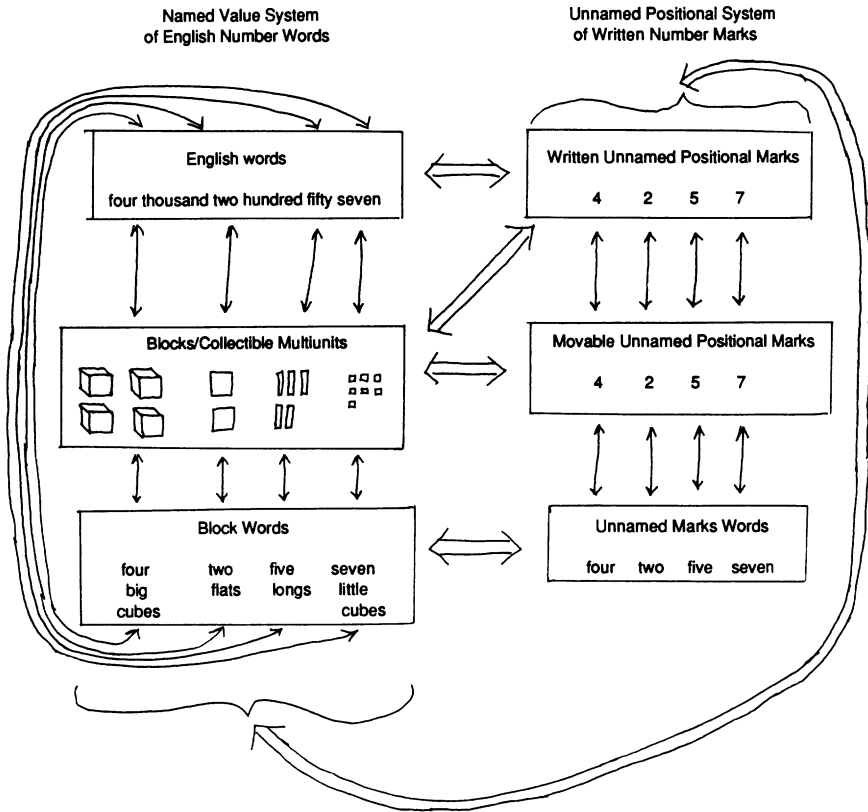 Named Value System
of English Number Words
Unnamed Positional System
of Written Number Marks
English words
four thousand two hundred fifty seven
Written Unnamed Positional Marks
4 2 5 7
Blocks/Collectible Multiunits
Movable Unnamed Positional Marks
4 2 5 7
Block Words
four two five seven
big flats longs little
cubes cubes
Unnamed Marks Words
four two five seven